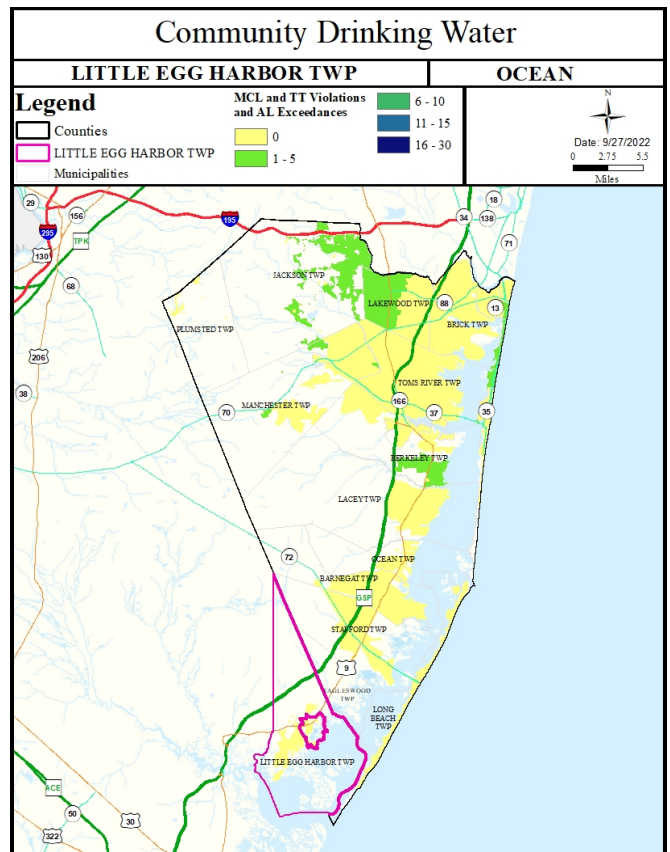 Community Drinking Water
LITTLE EGG HARBOR TWP
OCEAN
Legend
Counties
LITTLE EGG HARBOR TWP
Municipalities
MCL and TT Violations
and AL Exceedances
0
1 - 5
6 - 10
11 - 15
16 - 30
N
Date: 9/27/2022
0 2.75 5.5
Miles
29
156
195
34
18
138
295
TPK
71
130
JACKSON TWP
68
LAKEWOOD TWP
88
13
PLUMSTED TWP
BRICK TWP
206
TOMS RIVER TWP
38
166
MANCHESTER TWP
70
37
35
BERKELEY TWP
LACEY TWP
72
OCEAN TWP
BARNEGAT TWP
GSP
STAFFORD TWP
9
EAGLESWOOD
TWP
LONG
BEACH
TWP
LITTLE EGG HARBOR TWP
ACE
50
30
322